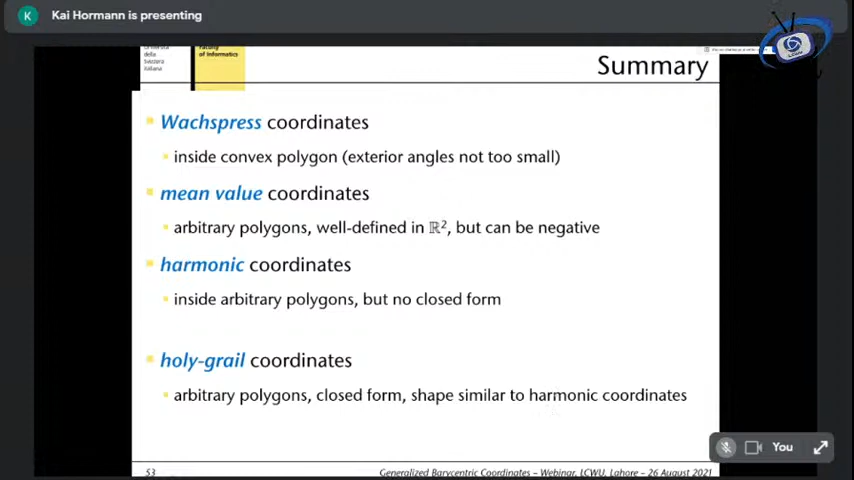 K Kai Hormann is presenting
Università
della
Svizzera
italiana
Faculty
of Informatics
Summary
LCWU
Wachspress coordinates
inside convex polygon (exterior angles not too small)
mean value coordinates
arbitrary polygons, well-defined in ℝ², but can be negative
harmonic coordinates
inside arbitrary polygons, but no closed form
holy-grail coordinates
arbitrary polygons, closed form, shape similar to harmonic coordinates
You
53 Generalized Barycentric Coordinates – Webinar, LCWU, Lahore – 26 August 2021